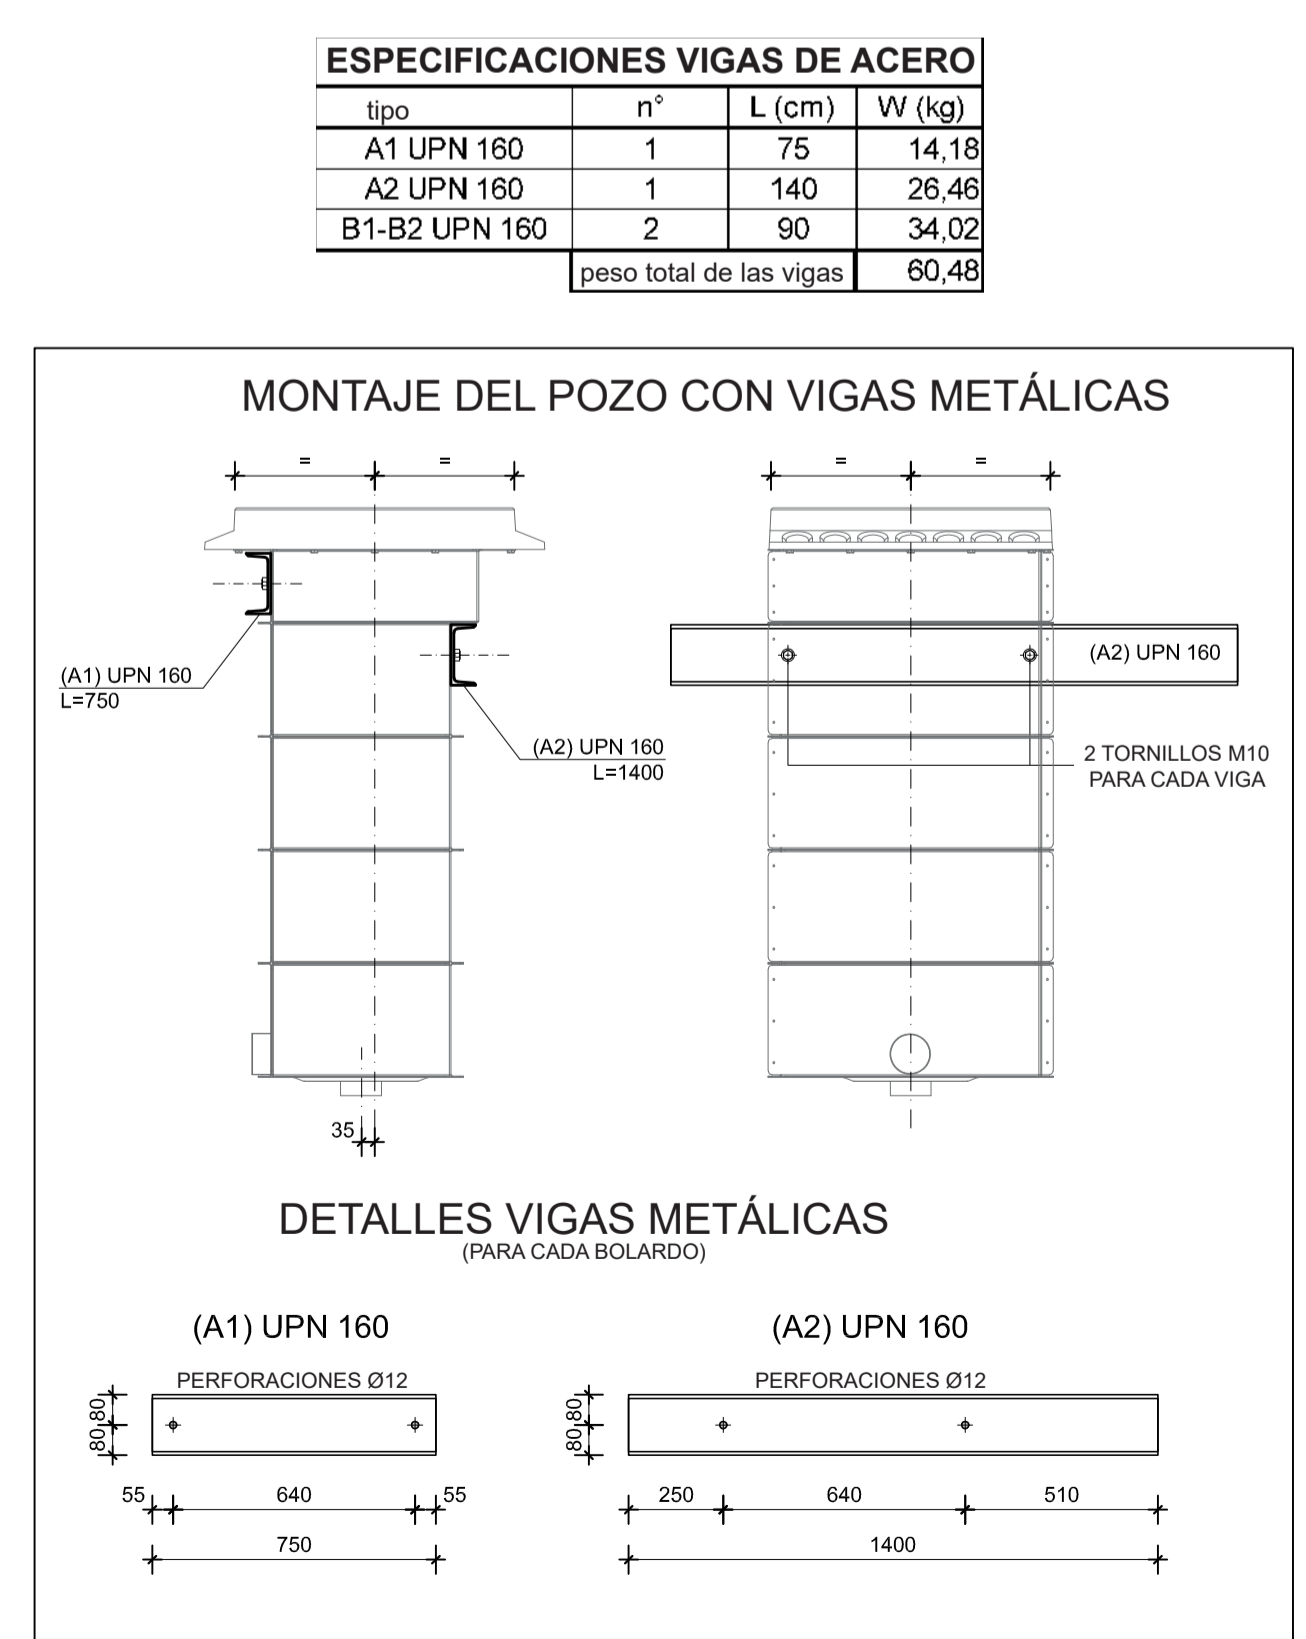 ESPECIFICACIONES VIGAS DE ACERO
tipo n° L (cm) W (kg)
A1 UPN 160 1 75 14,18
A2 UPN 160 1 140 26,46
B1-B2 UPN 160 2 90 34,02
peso total de las vigas 60,48
MONTAJE DEL POZO CON VIGAS METÁLICAS
= = = =
(A1) UPN 160
L=750
(A2) UPN 160
L=1400
(A2) UPN 160
2 TORNILLOS M10
PARA CADA VIGA
35
DETALLES VIGAS METÁLICAS
(PARA CADA BOLARDO)
(A1) UPN 160
PERFORACIONES Ø12
80 80
55 640 55
750
(A2) UPN 160
PERFORACIONES Ø12
80 80
250 640 510
1400